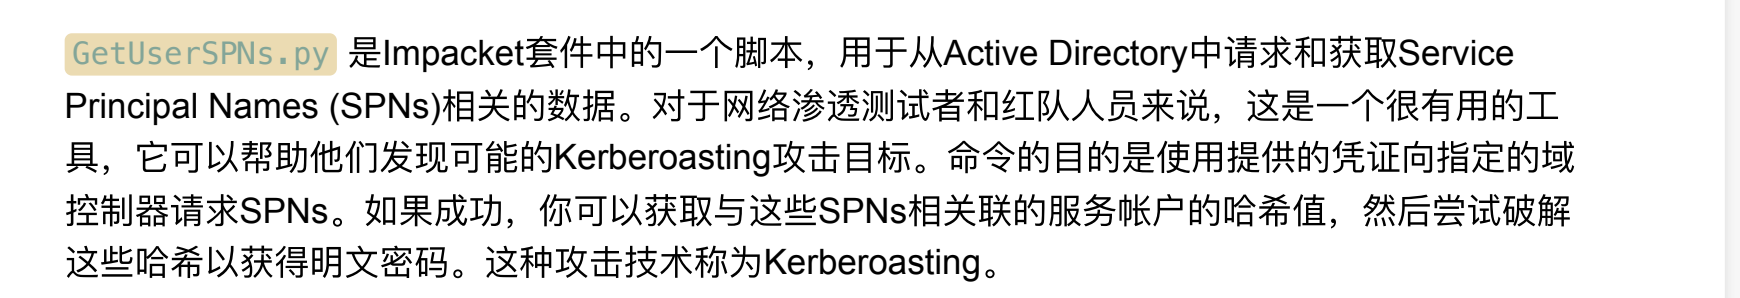 GetUserSPNs.py 是Impacket套件中的一个脚本，用于从Active Directory中请求和获取Service
Principal Names (SPNs)相关的数据。对于网络渗透测试者和红队人员来说，这是一个很有用的工
具，它可以帮助他们发现可能的Kerberoasting攻击目标。命令的目的是使用提供的凭证向指定的域
控制器请求SPNs。如果成功，你可以获取与这些SPNs相关联的服务帐户的哈希值，然后尝试破解
这些哈希以获得明文密码。这种攻击技术称为Kerberoasting。